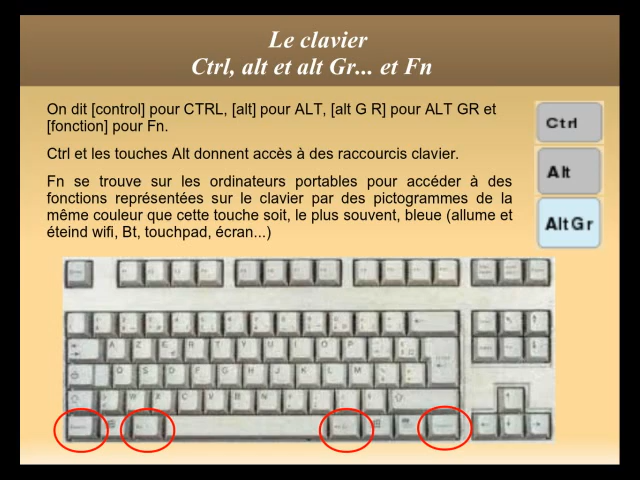 Le clavier
Ctrl, alt et alt Gr... et Fn
On dit [control] pour CTRL, [alt] pour ALT, [alt G R] pour ALT GR et
[fonction] pour Fn.
Ctrl et les touches Alt donnent accès à des raccourcis clavier.
Fn se trouve sur les ordinateurs portables pour accéder à des
fonctions représentées sur le clavier par des pictogrammes de la
même couleur que cette touche soit, le plus souvent, bleue (allume et
éteind wifi, Bt, touchpad, écran...)
Ctrl
Alt
AltGr
A Z E R T Y U I O P
Q S D F G H J K L M
W X C V B N